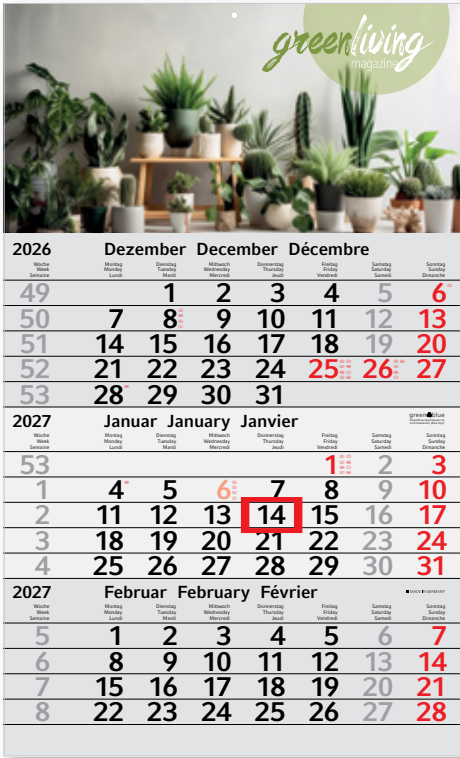 greenliving
magazine
2026 Dezember December Décembre
Woche Montag Dienstag Mittwoch Donnerstag Freitag Samstag Sonntag
Week Monday Tuesday Wednesday Thursday Friday Saturday Sunday
Semaine Lundi Mardi Mercredi Jeudi Vendredi Samedi Dimanche
49 1 2 3 4 5 6
50 7 8 9 10 11 12 13
51 14 15 16 17 18 19 20
52 21 22 23 24 25 26 27
53 28 29 30 31
2027 Januar January Janvier
greenblue
Woche Montag Dienstag Mittwoch Donnerstag Freitag Samstag Sonntag
Week Monday Tuesday Wednesday Thursday Friday Saturday Sunday
Semaine Lundi Mardi Mercredi Jeudi Vendredi Samedi Dimanche
53 1 2 3
1 4 5 6 7 8 9 10
2 11 12 13 14 15 16 17
3 18 19 20 21 22 23 24
4 25 26 27 28 29 30 31
2027 Februar February Février
MADE IN GERMANY
Woche Montag Dienstag Mittwoch Donnerstag Freitag Samstag Sonntag
Week Monday Tuesday Wednesday Thursday Friday Saturday Sunday
Semaine Lundi Mardi Mercredi Jeudi Vendredi Samedi Dimanche
5 1 2 3 4 5 6 7
6 8 9 10 11 12 13 14
7 15 16 17 18 19 20 21
8 22 23 24 25 26 27 28